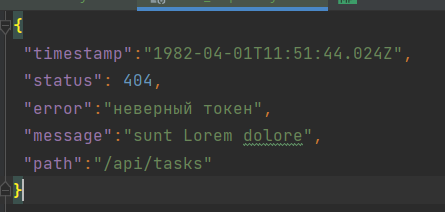 {
"timestamp":"1982-04-01T11:51:44.024Z",
"status": 404,
"error":"неверный токен",
"message":"sunt Lorem dolore",
"path":"/api/tasks"
}